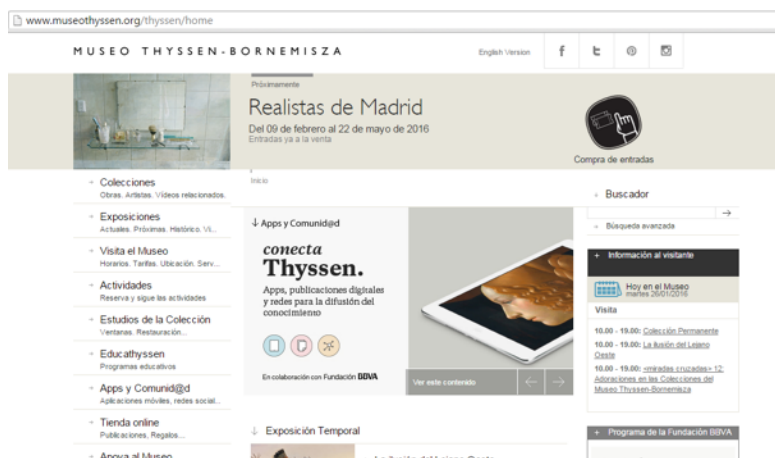 www.museothyssen.org/thyssen/home
MUSEO THYSSEN-BORNEMISZA
English Version
Próximamente
Realistas de Madrid
Del 09 de febrero al 22 de mayo de 2016
Entradas ya a la venta
Compra de entradas
Colecciones
Obras. Artistas. Vídeos relacionados.
Exposiciones
Actuales. Próximas. Histórico. Vi...
Visita el Museo
Horarios. Tarifas. Ubicación. Serv...
Actividades
Reserva y sigue las actividades
Estudios de la Colección
Ventanas. Restauración...
Educathyssen
Programas educativos
Apps y Comunid@d
Aplicaciones móviles, redes social...
Tienda online
Publicaciones, Regalos...
Apoya al Museo
Inicio
↓ Apps y Comunid@d
conecta
Thyssen.
Apps, publicaciones digitales
y redes para la difusión del
conocimiento
En colaboración con Fundación BBVA
Ver este contenido
↓ Exposición Temporal
La ilusión del Lejano Oeste
Buscador
Búsqueda avanzada
+ Información al visitante
Hoy en el Museo
martes 26/01/2016
Visita
10.00 - 19.00: Colección Permanente
10.00 - 19.00: La ilusión del Lejano
Oeste
10.00 - 19.00: <miradas cruzadas> 12:
Adoraciones en las Colecciones del
Museo Thyssen-Bornemisza
+ Programa de la Fundación BBVA